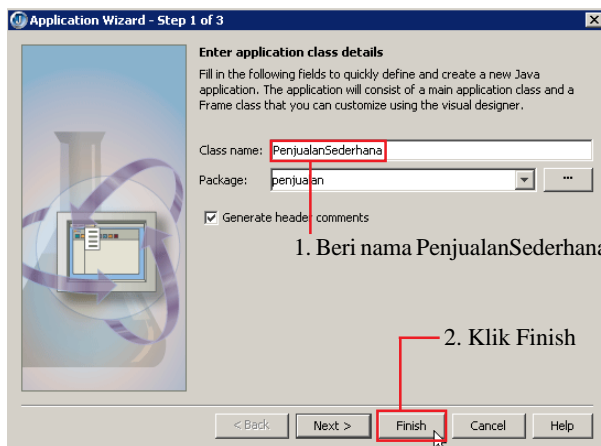 Application Wizard - Step 1 of 3
Enter application class details
Fill in the following fields to quickly define and create a new Java
application. The application will consist of a main application class and a
Frame class that you can customize using the visual designer.
Class name: PenjualanSederhana
Package: penjualan
...
Generate header comments
1. Beri nama PenjualanSederhana
2. Klik Finish
< Back Next > Finish Cancel Help